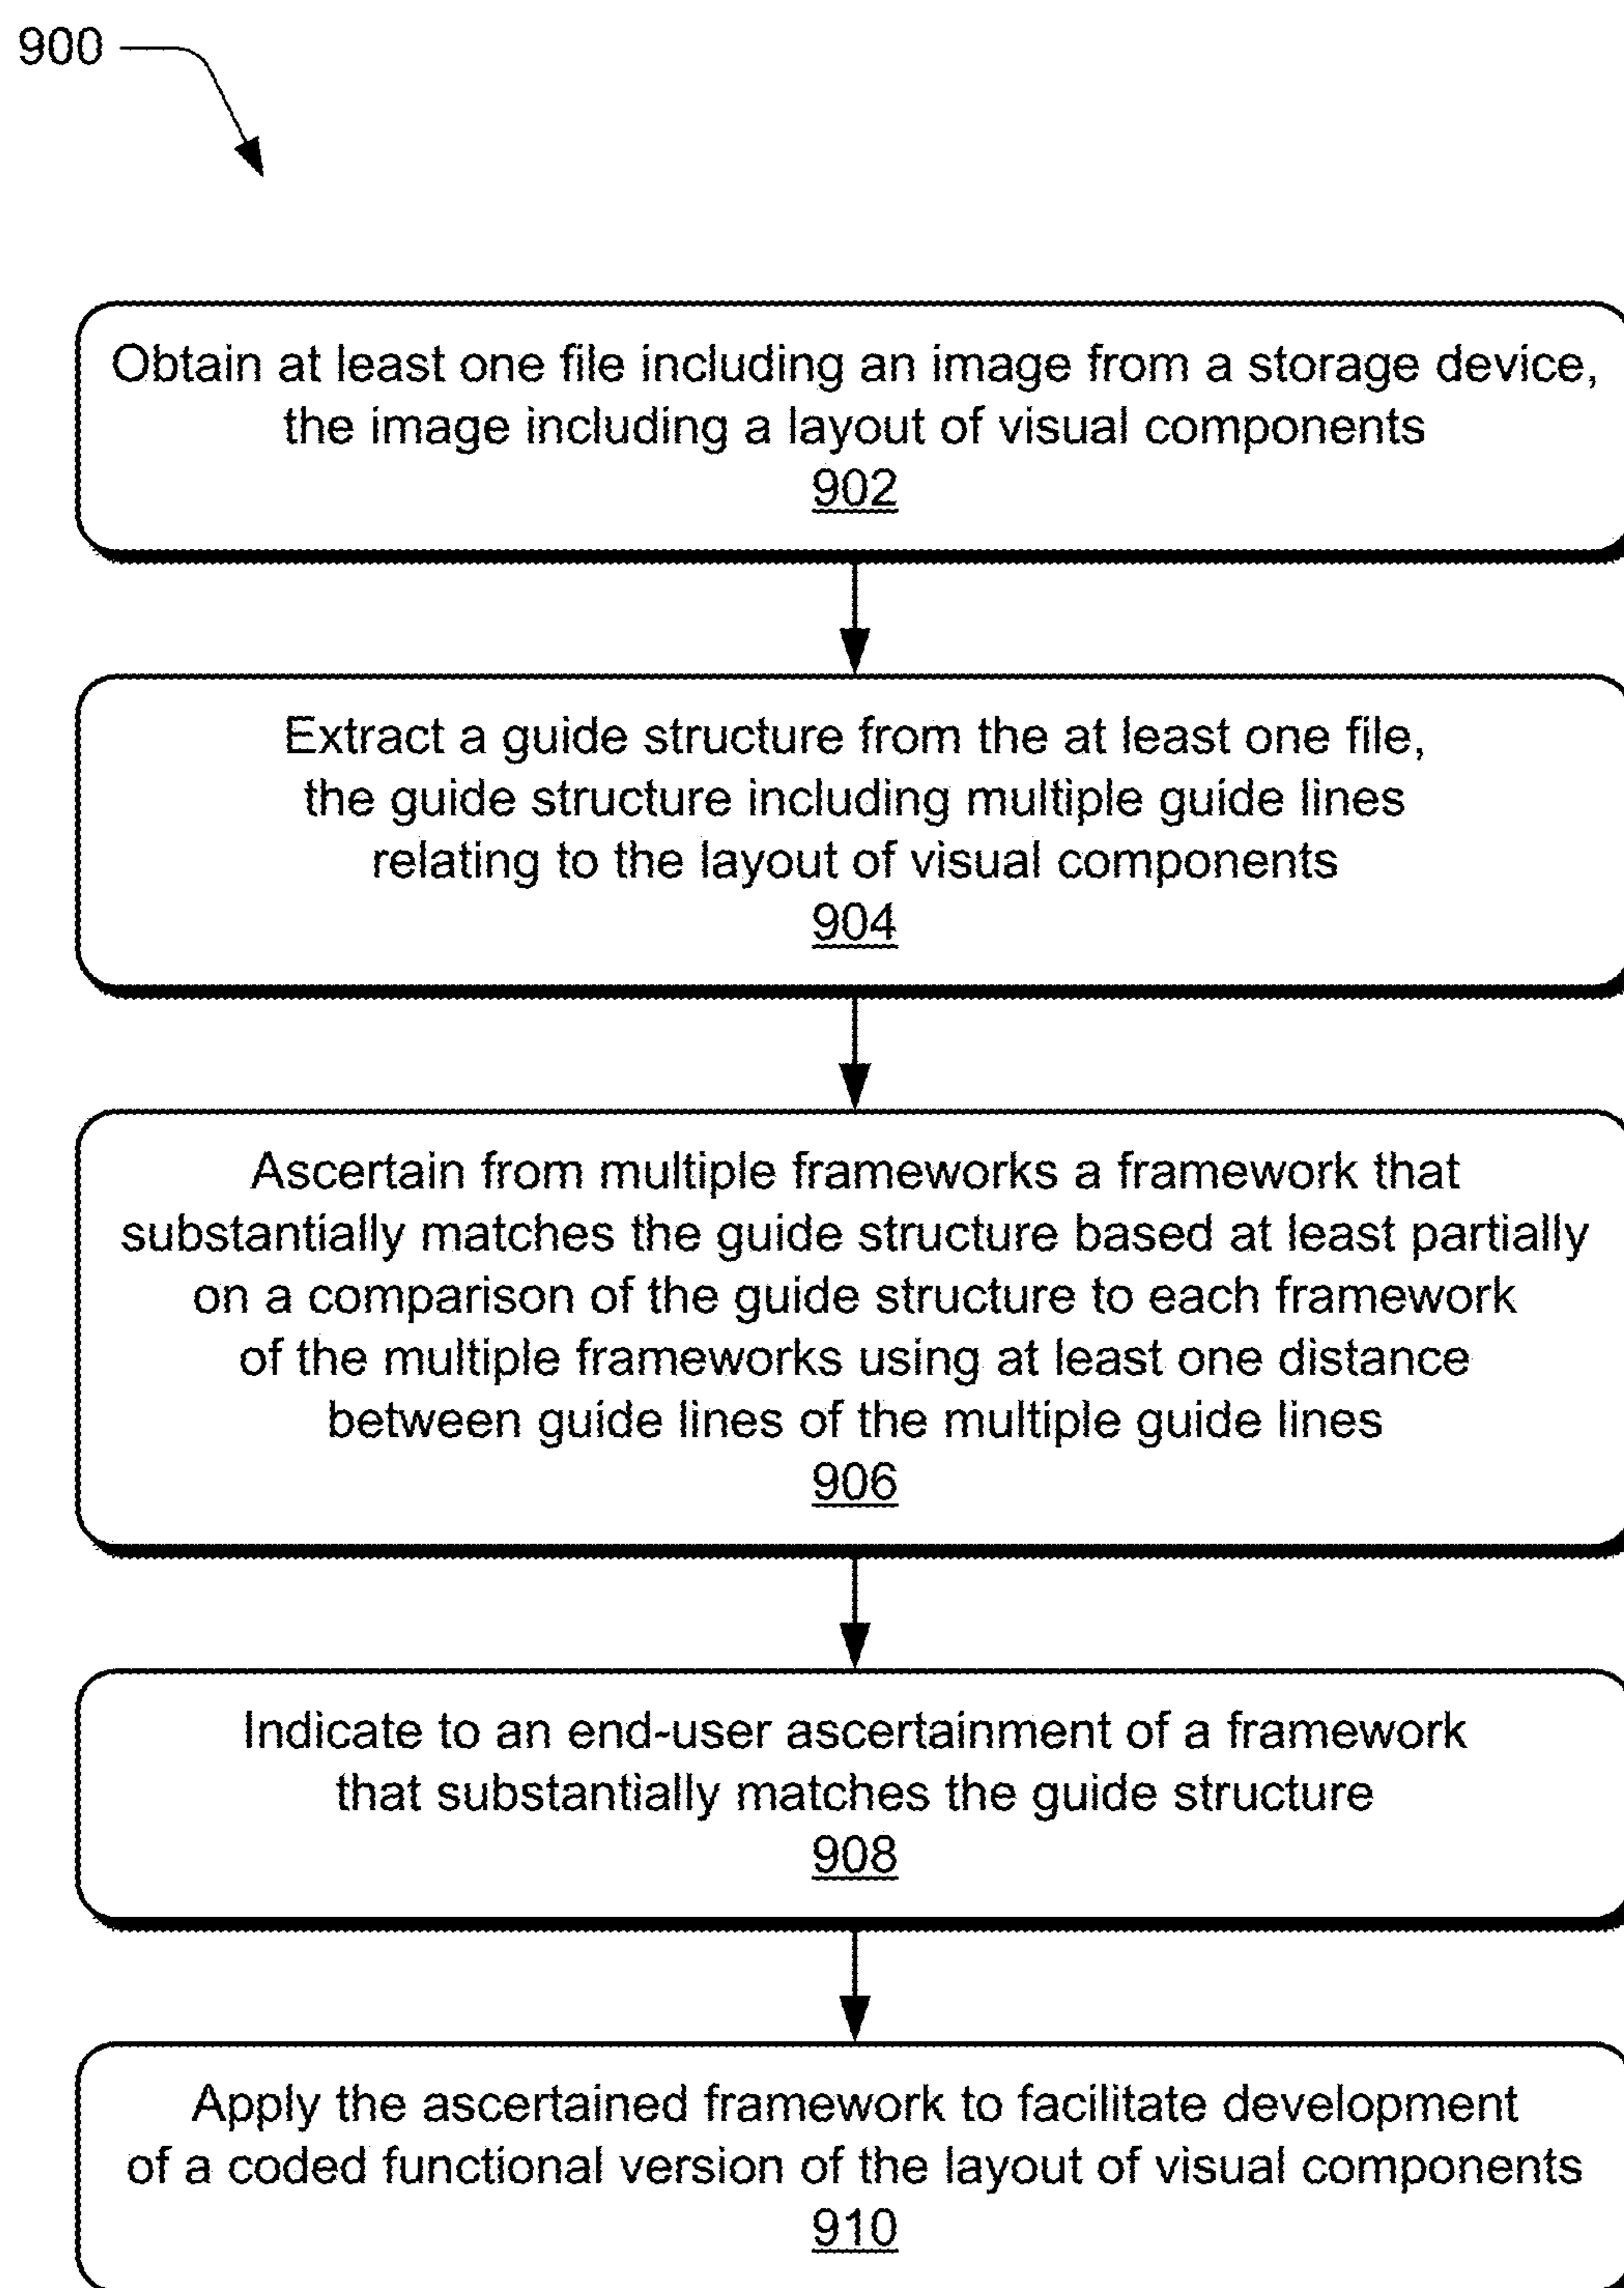 900
Obtain at least one file including an image from a storage device,
the image including a layout of visual components
902
Extract a guide structure from the at least one file,
the guide structure including multiple guide lines
relating to the layout of visual components
904
Ascertain from multiple frameworks a framework that
substantially matches the guide structure based at least partially
on a comparison of the guide structure to each framework
of the multiple frameworks using at least one distance
between guide lines of the multiple guide lines
906
Indicate to an end-user ascertainment of a framework
that substantially matches the guide structure
908
Apply the ascertained framework to facilitate development
of a coded functional version of the layout of visual components
910